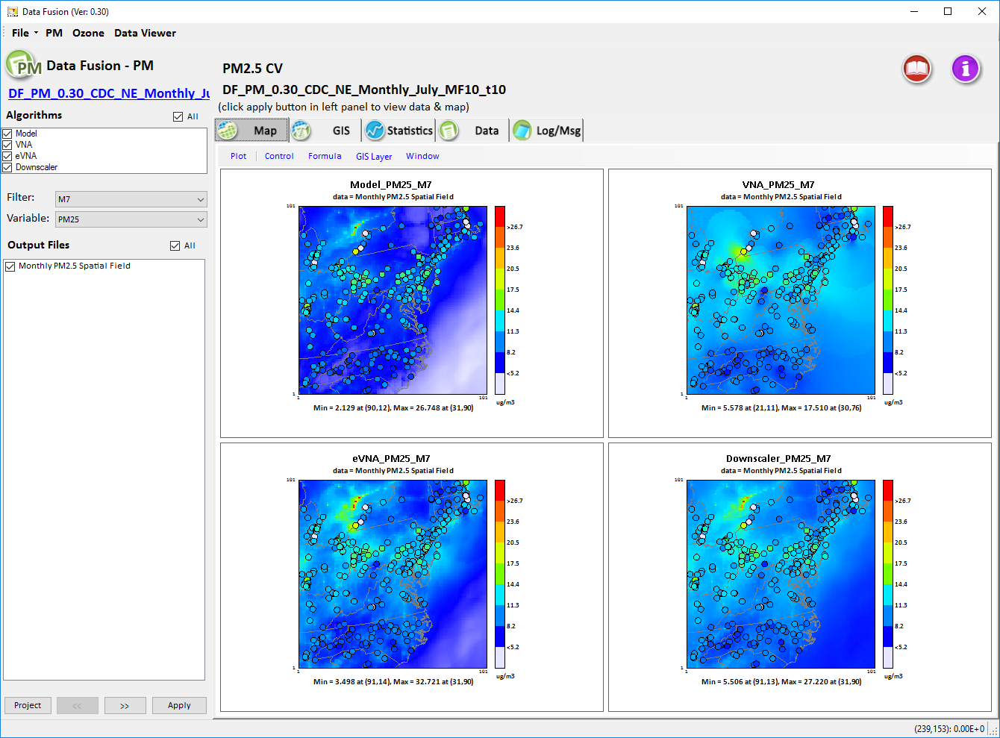 Data Fusion (Ver: 0.30)
File PM Ozone Data Viewer
PM Data Fusion - PM
DF_PM_0.30_CDC_NE_Monthly_Ju
Algorithms All
Model
VNA
eVNA
Downscaler
Filter: M7
Variable: PM25
Output Files All
Monthly PM2.5 Spatial Field
Project << >> Apply
PM2.5 CV
DF_PM_0.30_CDC_NE_Monthly_July_MF10_t10
(click apply button in left panel to view data & map)
Map GIS Statistics Data Log/Msg
Plot Control Formula GIS Layer Window
Model_PM25_M7
data = Monthly PM2.5 Spatial Field
101
>26.7
23.6
20.5
17.5
14.4
11.3
8.2
<5.2
1
1 101
ug/m3
Min = 2.129 at (90,12), Max = 26.748 at (31,90)
VNA_PM25_M7
data = Monthly PM2.5 Spatial Field
101
>26.7
23.6
20.5
17.5
14.4
11.3
8.2
<5.2
1
1 101
ug/m3
Min = 5.578 at (21,11), Max = 17.510 at (30,76)
eVNA_PM25_M7
data = Monthly PM2.5 Spatial Field
101
>26.7
23.6
20.5
17.5
14.4
11.3
8.2
<5.2
1
1 101
ug/m3
Min = 3.498 at (91,14), Max = 32.721 at (31,90)
Downscaler_PM25_M7
data = Monthly PM2.5 Spatial Field
101
>26.7
23.6
20.5
17.5
14.4
11.3
8.2
<5.2
1
1 101
ug/m3
Min = 5.506 at (91,13), Max = 27.220 at (31,90)
(239,153): 0.00E+0